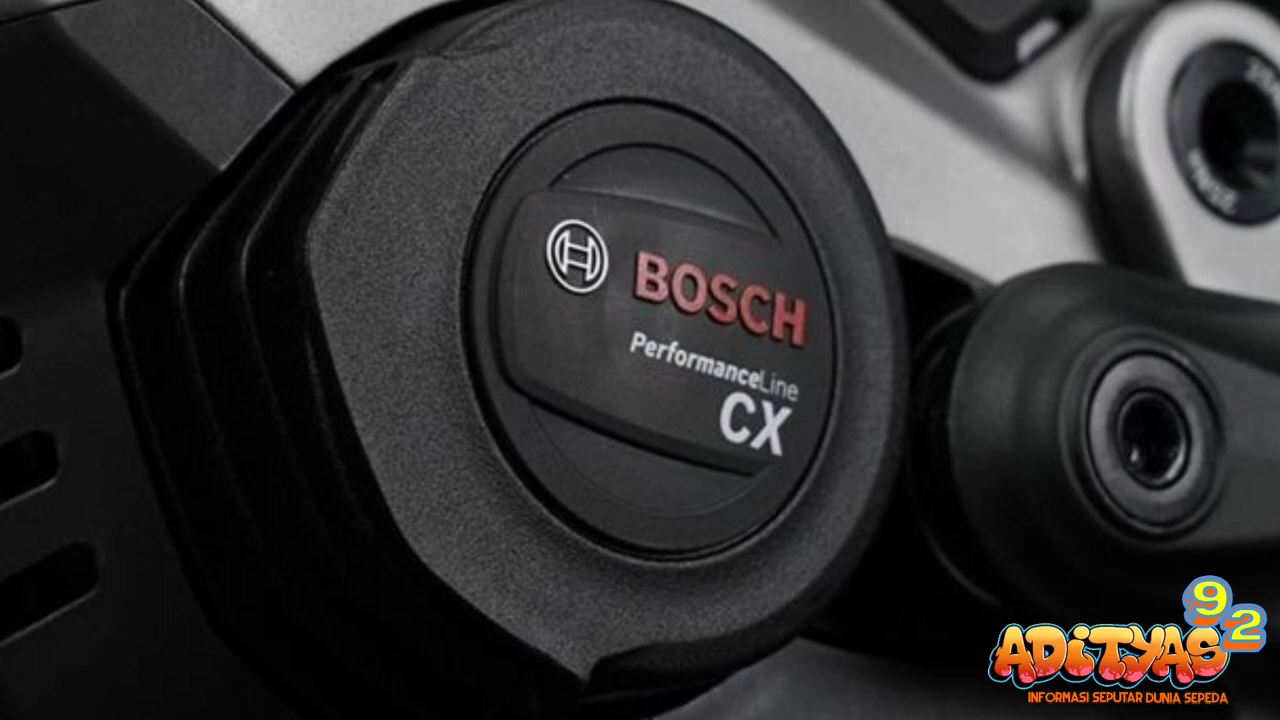 BOSCH
PerformanceLine
CX
92
ADITYAS
INFORMASI SEPUTAR DUNIA SEPEDA